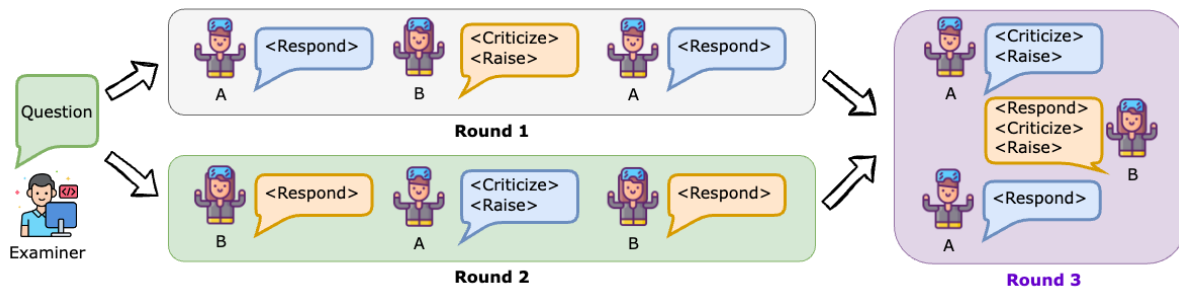 Question
Examiner
<Respond>
A
<Criticize>
<Raise>
B
<Respond>
A
Round 1
<Respond>
B
<Criticize>
<Raise>
A
<Respond>
B
Round 2
<Criticize>
<Raise>
A
<Respond>
<Criticize>
<Raise>
B
<Respond>
A
Round 3